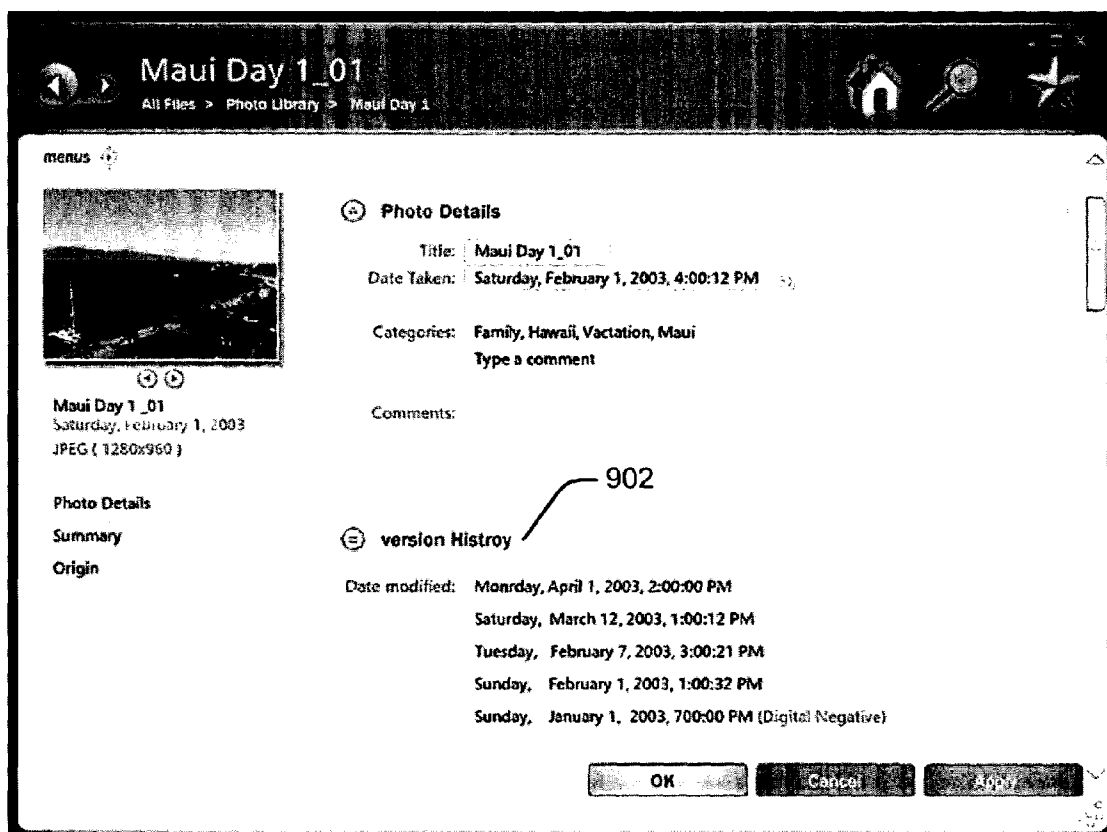 Maui Day 1_01
All Files > Photo Library > Maui Day 1
menus
Photo Details
Title: Maui Day 1_01
Date Taken: Saturday, February 1, 2003, 4:00:12 PM
Categories: Family, Hawaii, Vactation, Maui
Type a comment
Comments:
Maui Day 1_01
Saturday, February 1, 2003
JPEG ( 1280x960 )
Photo Details
Summary
Origin
902
version Histroy
Date modified: Monrday, April 1, 2003, 2:00:00 PM
Saturday, March 12, 2003, 1:00:12 PM
Tuesday, February 7, 2003, 3:00:21 PM
Sunday, February 1, 2003, 1:00:32 PM
Sunday, January 1, 2003, 700:00 PM (Digital Negative)
OK
Cancel
Apply